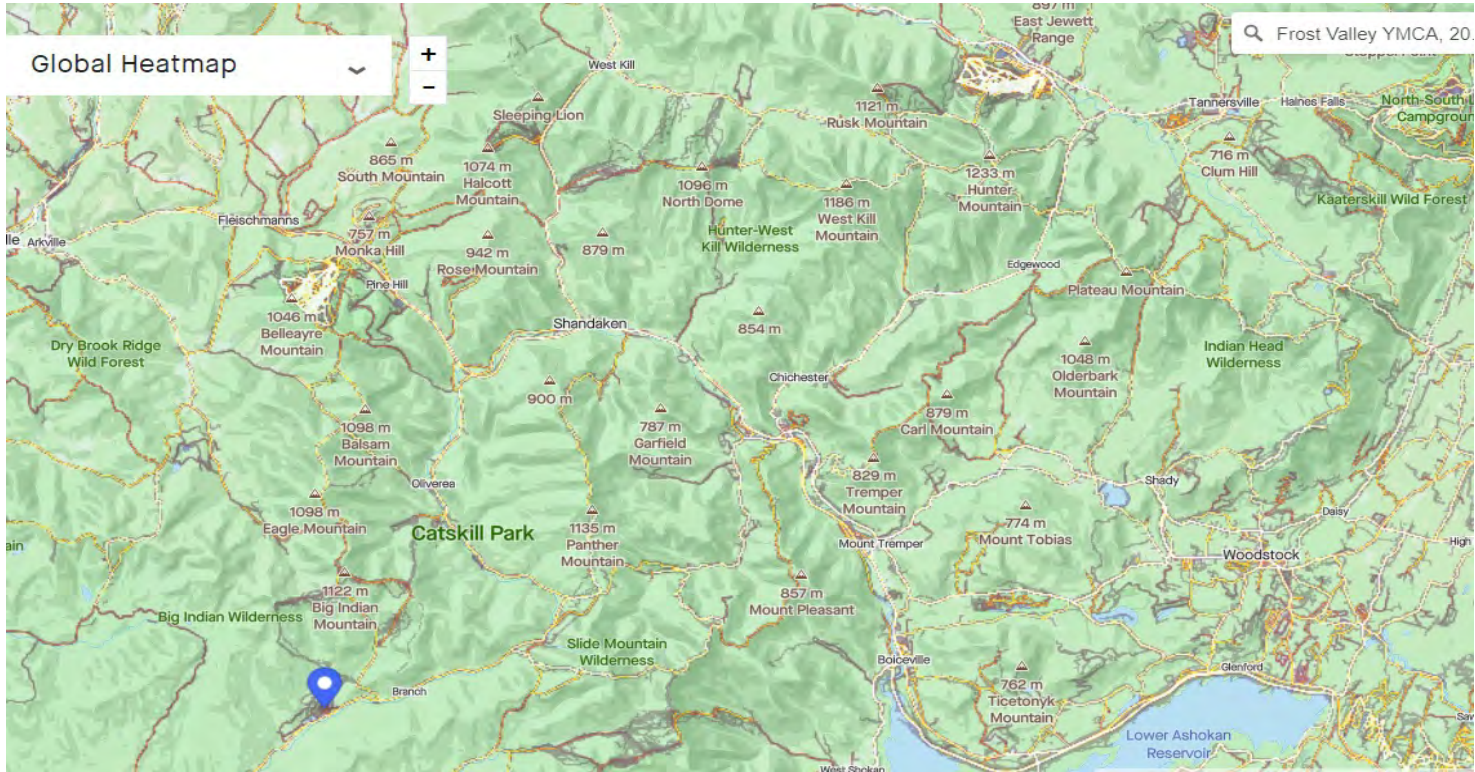 897 m
East Jewett
Range
Frost Valley YMCA, 20
Global Heatmap
+
−
West Kill
Sleeping Lion
1121 m
Rusk Mountain
Tannersville
Haines Falls
North-South
Campground
865 m
South Mountain
1074 m
Halcott
Mountain
1096 m
North Dome
1186 m
West Kill
Mountain
1233 m
Hunter
Mountain
716 m
Clum Hill
Kaaterskill Wild Forest
Fleischmanns
Arkville
757 m
Monka Hill
942 m
Rose Mountain
879 m
Hunter-West
Kill Wilderness
Edgewood
Plateau Mountain
Pine Hill
1046 m
Belleayre
Mountain
Shandaken
854 m
Dry Brook Ridge
Wild Forest
1048 m
Olderbark
Mountain
Indian Head
Wilderness
900 m
Chichester
1098 m
Balsam
Mountain
787 m
Garfield
Mountain
879 m
Carl Mountain
Oliverea
829 m
Tremper
Mountain
Shady
1098 m
Eagle Mountain
Catskill Park
1135 m
Panther
Mountain
774 m
Mount Tobias
Daisy
High
Mount Tremper
Woodstock
1122 m
Big Indian
Mountain
857 m
Mount Pleasant
Big Indian Wilderness
Slide Mountain
Wilderness
Branch
Boiceville
762 m
Ticetonyk
Mountain
Glenford
Lower Ashokan
Reservoir
West Shokan